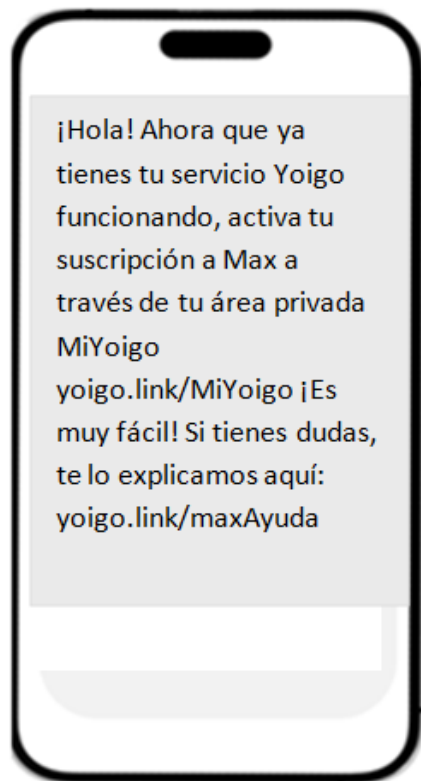 ¡Hola! Ahora que ya
tienes tu servicio Yoigo
funcionando, activa tu
suscripción a Max a
través de tu área privada
MiYoigo
yoigo.link/MiYoigo ¡Es
muy fácil! Si tienes dudas,
te lo explicamos aquí:
yoigo.link/maxAyuda